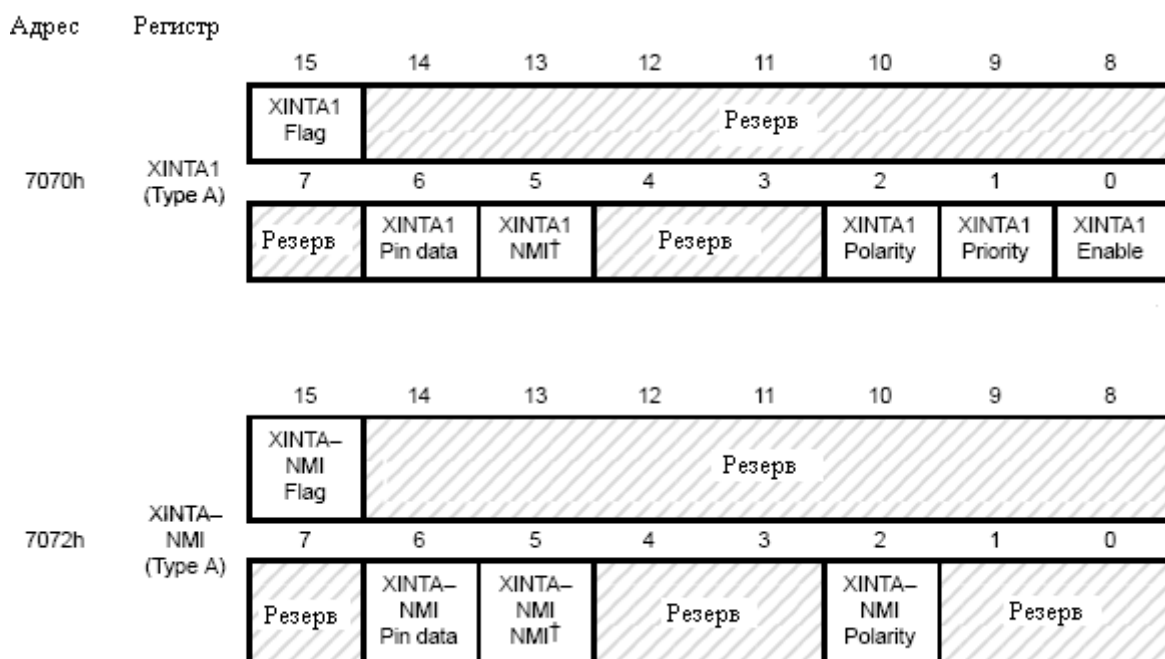 Адрес Регистр
15 14 13 12 11 10 9 8
XINTA1
Flag
Резерв
7070h
XINTA1
(Type A)
7 6 5 4 3 2 1 0
Резерв
XINTA1
Pin data
XINTA1
NMI†
Резерв
XINTA1
Polarity
XINTA1
Priority
XINTA1
Enable
15 14 13 12 11 10 9 8
XINTA–
NMI
Flag
Резерв
7072h
XINTA–
NMI
(Type A)
7 6 5 4 3 2 1 0
Резерв
XINTA–
NMI
Pin data
XINTA–
NMI
NMI†
Резерв
XINTA–
NMI
Polarity
Резерв